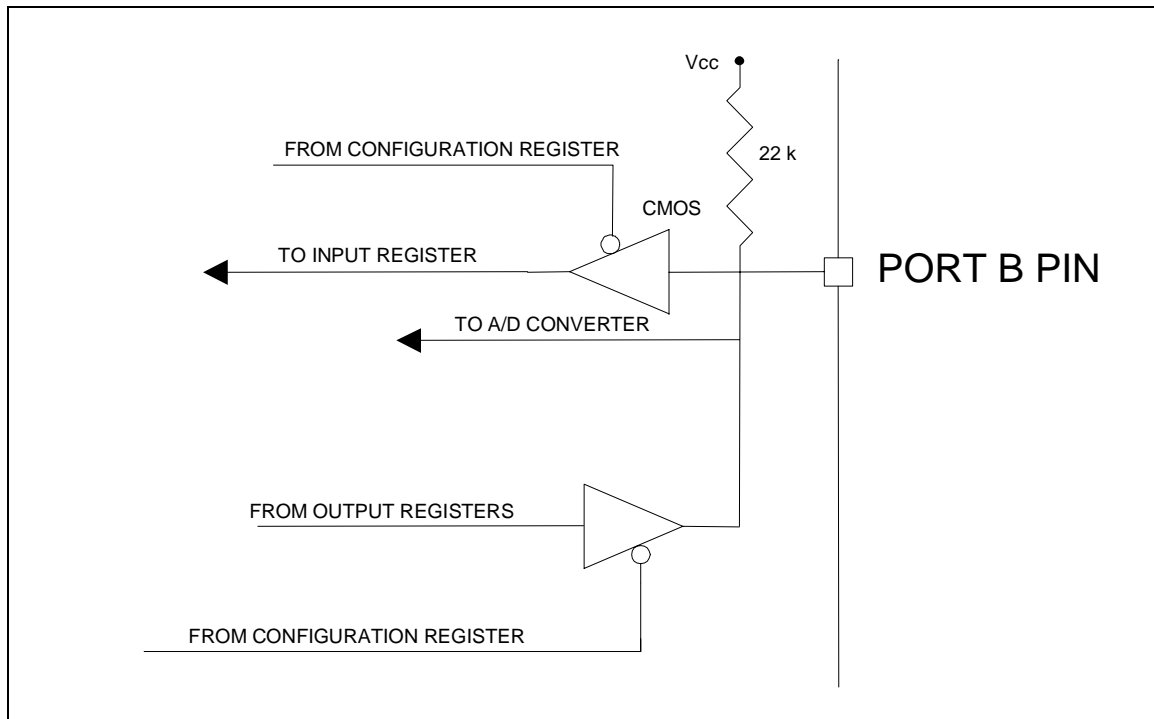 Vcc
FROM CONFIGURATION REGISTER
22 k
CMOS
TO INPUT REGISTER
PORT B PIN
TO A/D CONVERTER
FROM OUTPUT REGISTERS
FROM CONFIGURATION REGISTER